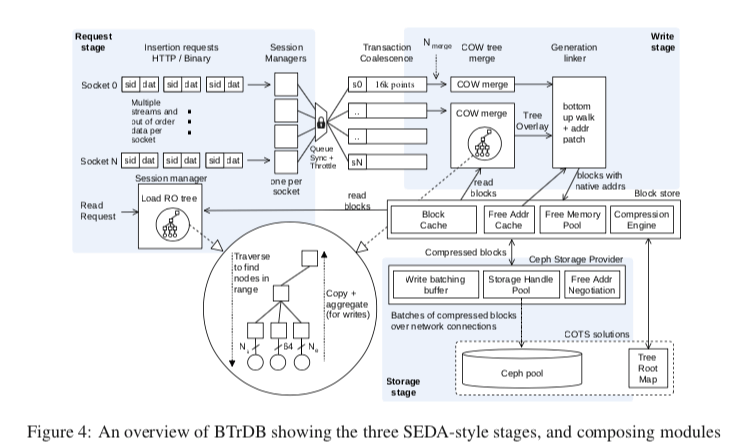 Request
stage
Insertion requests
HTTP / Binary
Session
Managers
Transaction
Coalescence
N merge
COW tree
merge
Generation
linker
Write
stage
Socket 0
sid dat sid dat sid dat
s0 16k points
COW merge
Multiple
streams and
out of order
data per
socket
..
COW merge
Tree
Overlay
bottom
up walk
+ addr
patch
..
Queue
Sync +
Throttle
Socket N
sid dat sid dat sid dat
sN
one per
socket
Session manager
Load RO tree
Read
Request
read
blocks
read
blocks
blocks with
native addrs
Block store
Block
Cache
Free Addr
Cache
Free Memory
Pool
Compression
Engine
Traverse
to find
nodes in
range
Copy +
aggregate
(for writes)
64
Compressed blocks
Ceph Storage Provider
Write batching
buffer
Storage Handle
Pool
Free Addr
Negotiation
Batches of compressed blocks
over network connections
COTS solutions
Ceph pool
Tree
Root
Map
Storage
stage
Figure 4: An overview of BTrDB showing the three SEDA-style stages, and composing modules